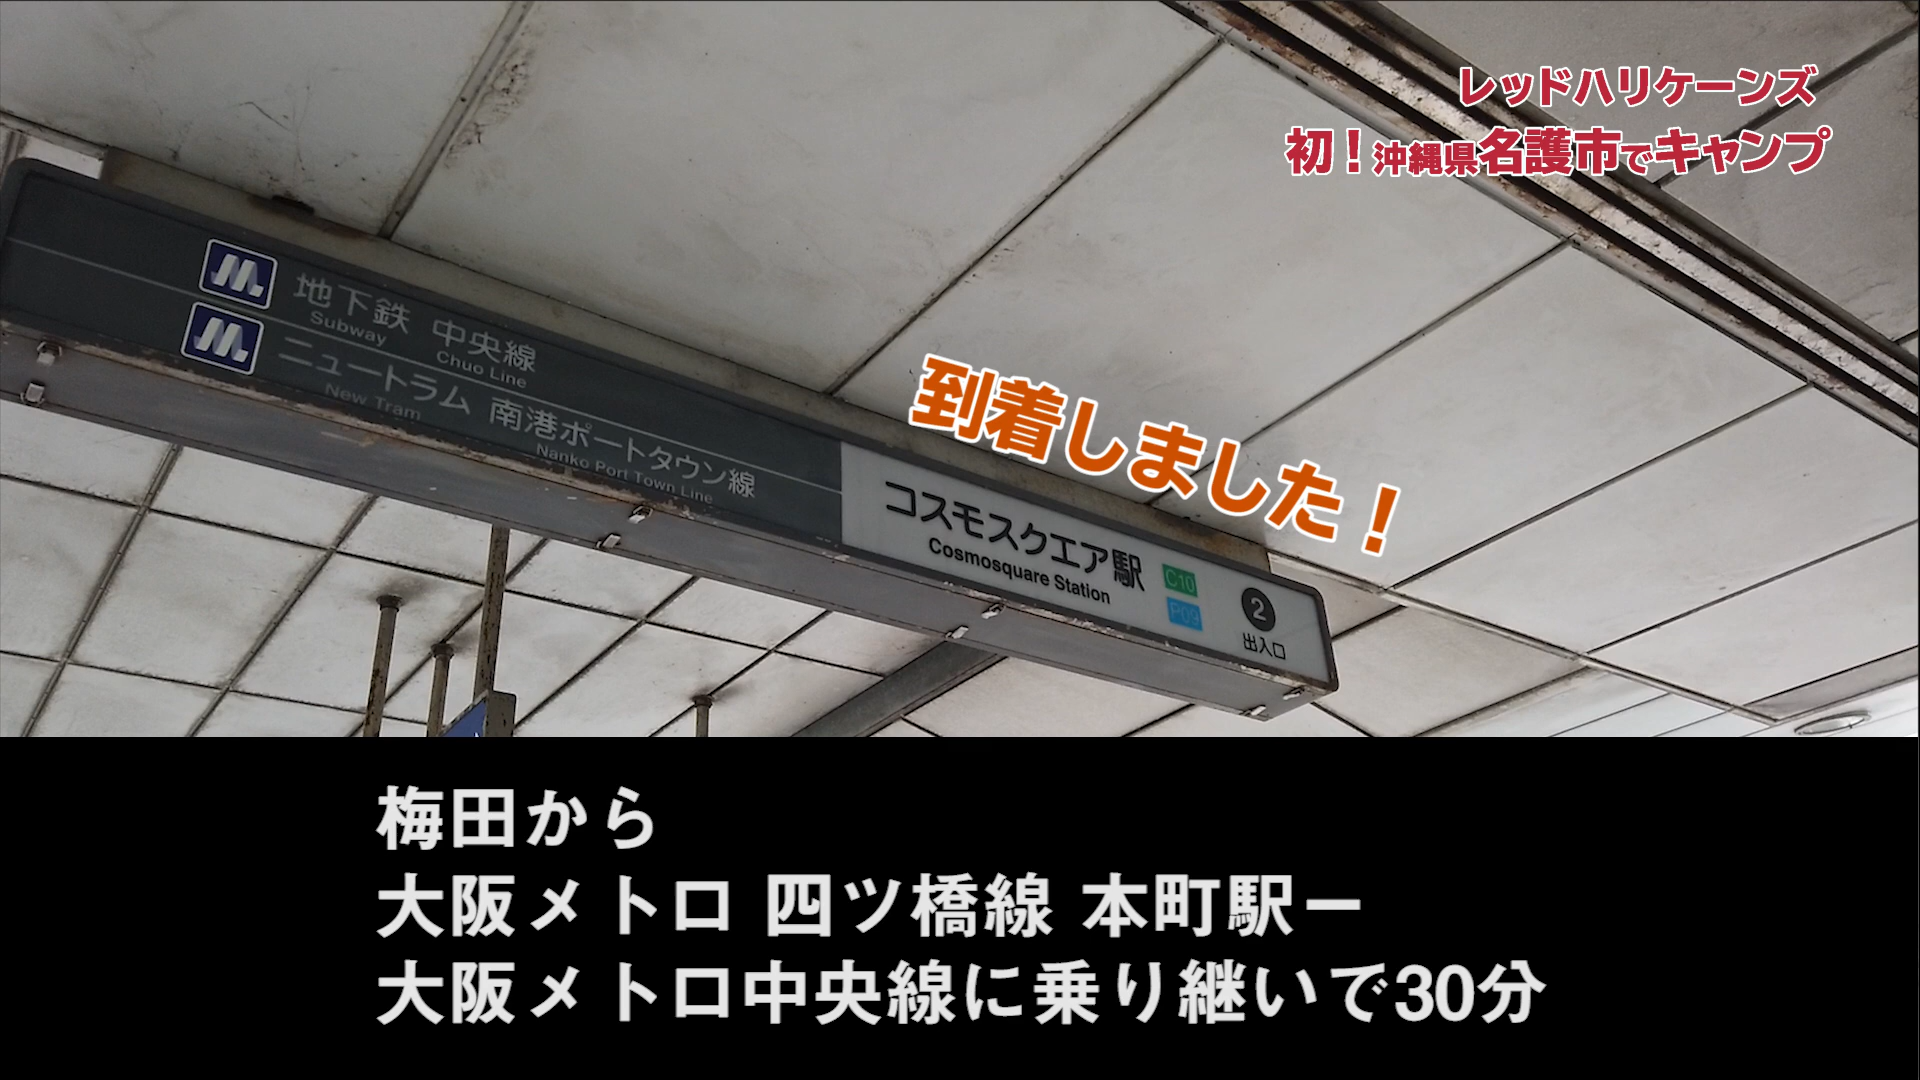 レッドハリケーンズ
初！沖縄県名護市でキャンプ
地下鉄 中央線
Subway Chuo Line
ニュートラム 南港ポートタウン線
New Tram Nanko Port Town Line
到着しました！
コスモスクエア駅
Cosmosquare Station
C10
P09
2
出入口
梅田から
大阪メトロ 四ツ橋線 本町駅ー
大阪メトロ中央線に乗り継いで30分